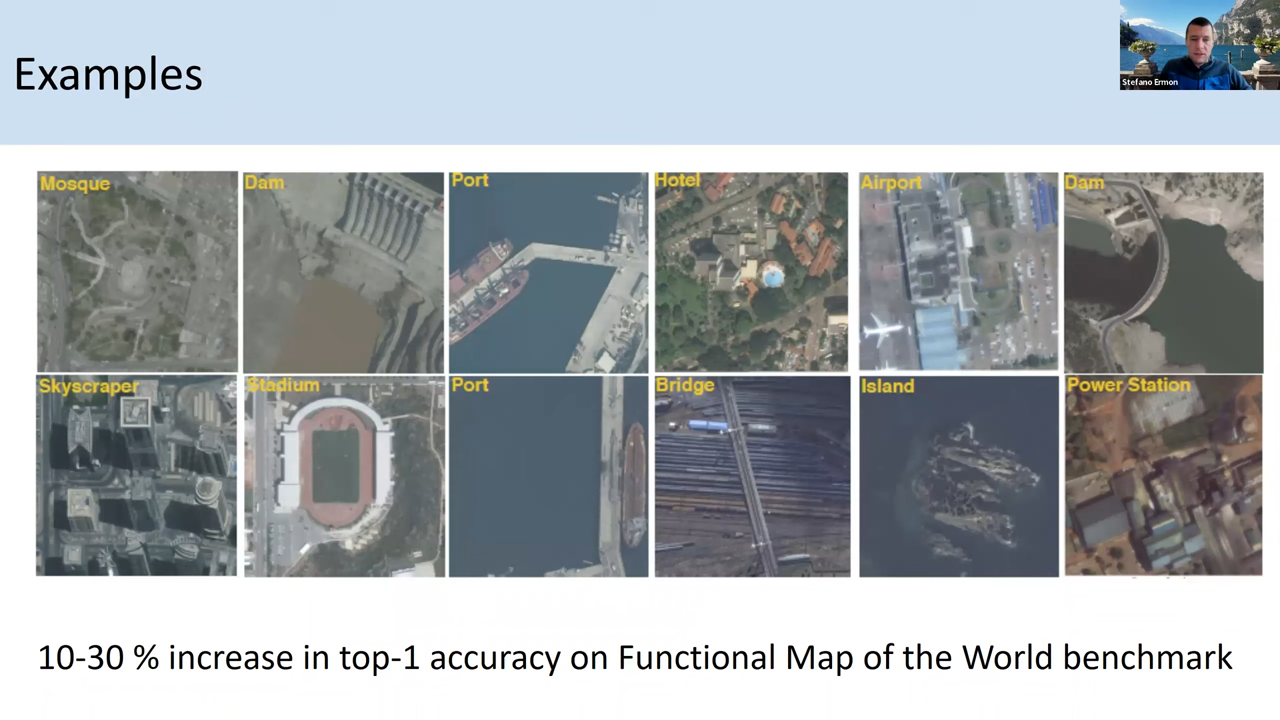 Examples
Stefano Ermon
Mosque
Dam
Port
Hotel
Airport
Dam
Skyscraper
Stadium
Port
Bridge
Island
Power Station
10-30 % increase in top-1 accuracy on Functional Map of the World benchmark